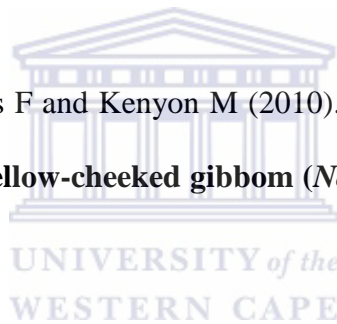 s F and Kenyon M (2010).
ellow-cheeked gibbom (N
UNIVERSITY of the
WESTERN CAPE